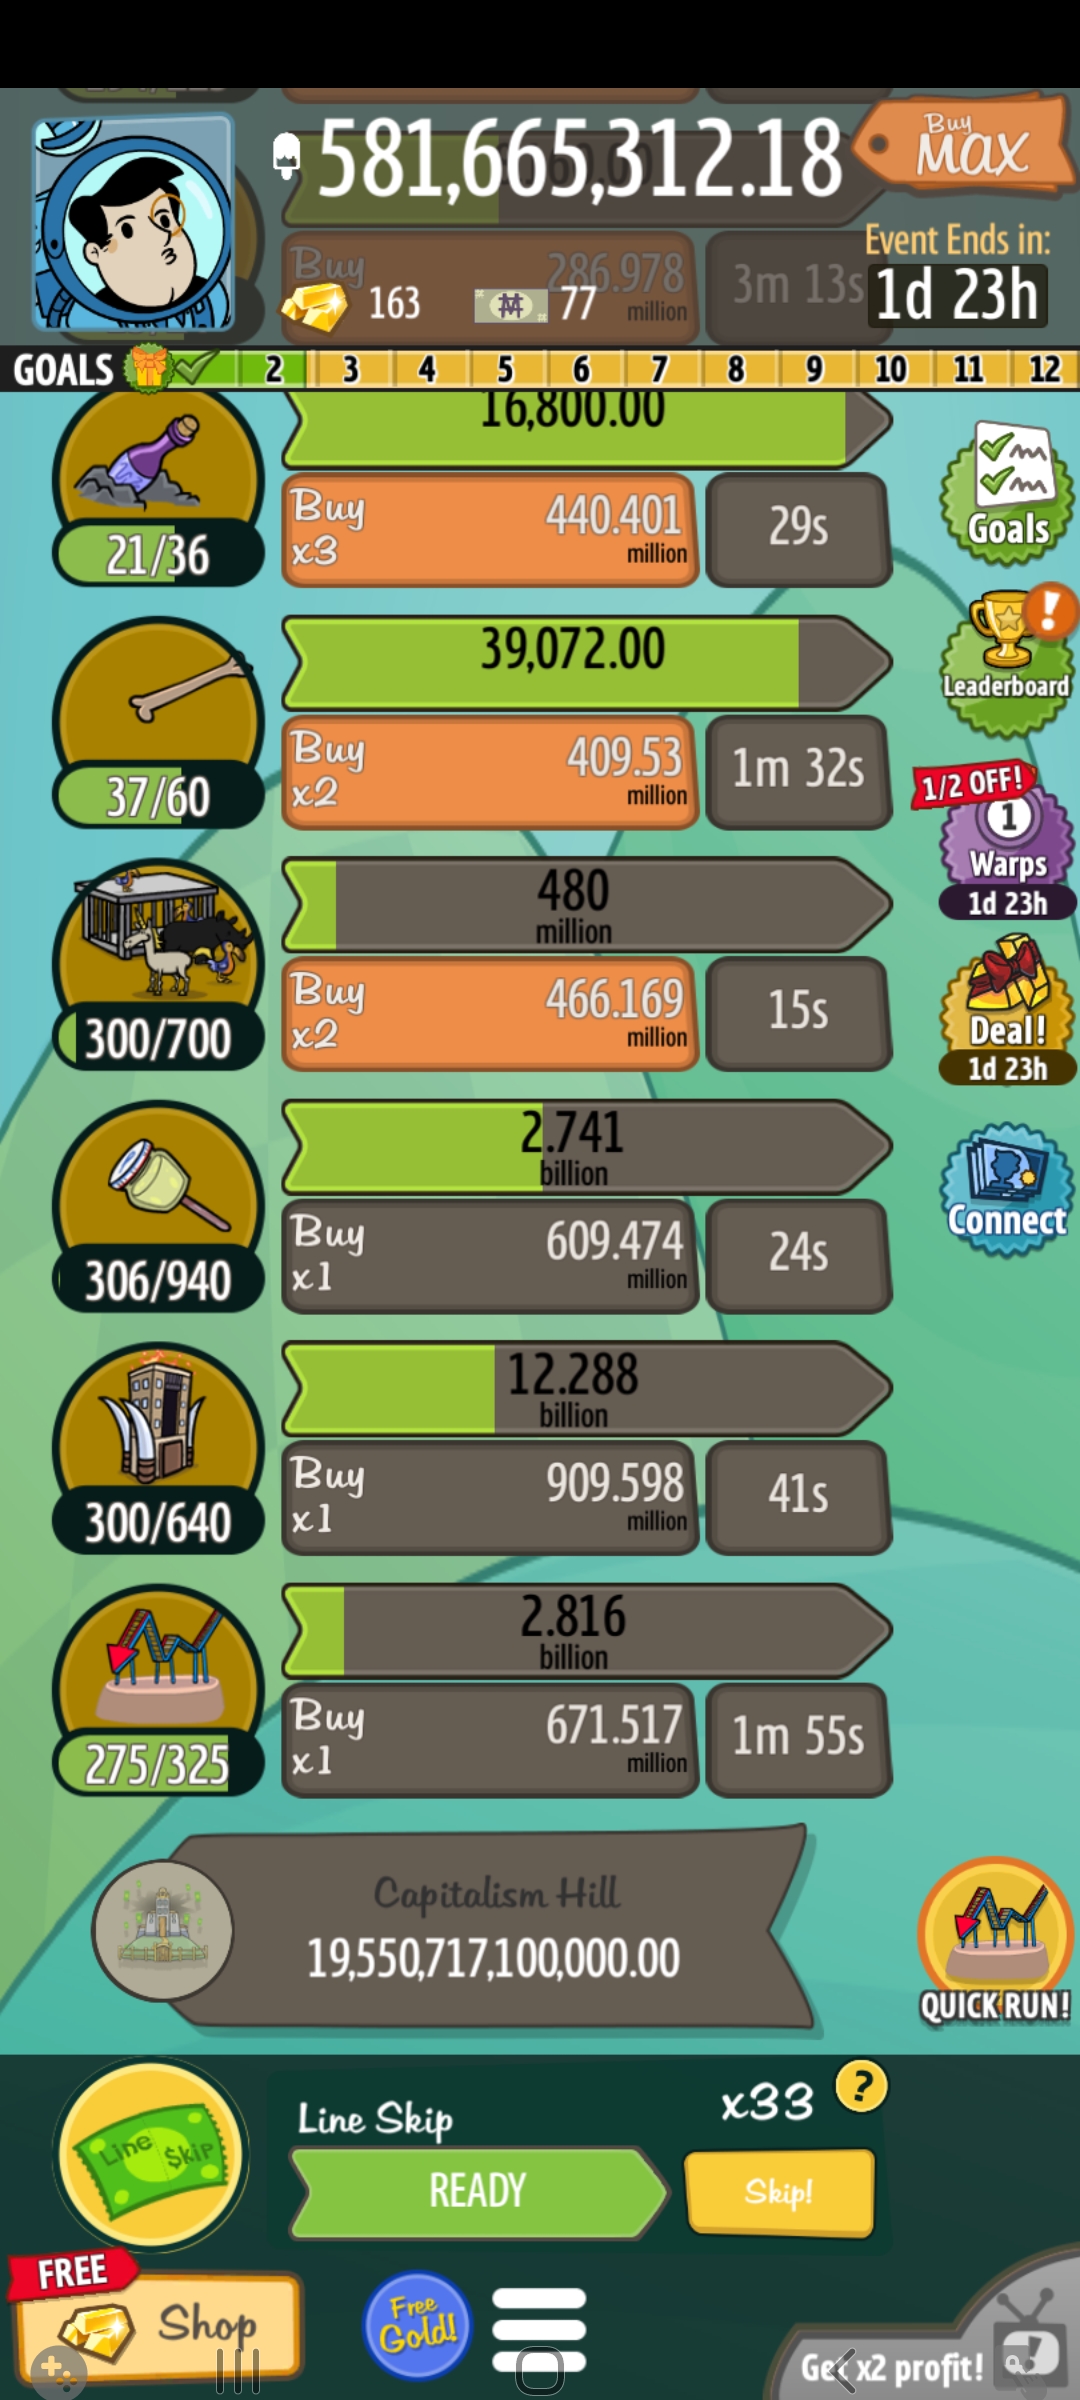 581,665,312.18
Buy
MAX
Event Ends in:
1d 23h
Buy
286.978
million
3m 13s
163
77
GOALS 2 3 4 5 6 7 8 9 10 11 12
16,800.00
Buy
x3
440.401
million
29s
21/36
Goals
39,072.00
Buy
x2
409.53
million
1m 32s
37/60
!
Leaderboard
1/2 OFF!
1
Warps
1d 23h
480
million
Buy
x2
466.169
million
15s
300/700
Deal!
1d 23h
2.741
billion
Buy
x1
609.474
million
24s
306/940
Connect
12.288
billion
Buy
x1
909.598
million
41s
300/640
2.816
billion
Buy
x1
671.517
million
1m 55s
275/325
Capitalism Hill
19,550,717,100,000.00
QUICK RUN!
Line $kip
Line Skip
x33
?
READY
Skip!
FREE
Shop
Free
Gold!
Get x2 profit!